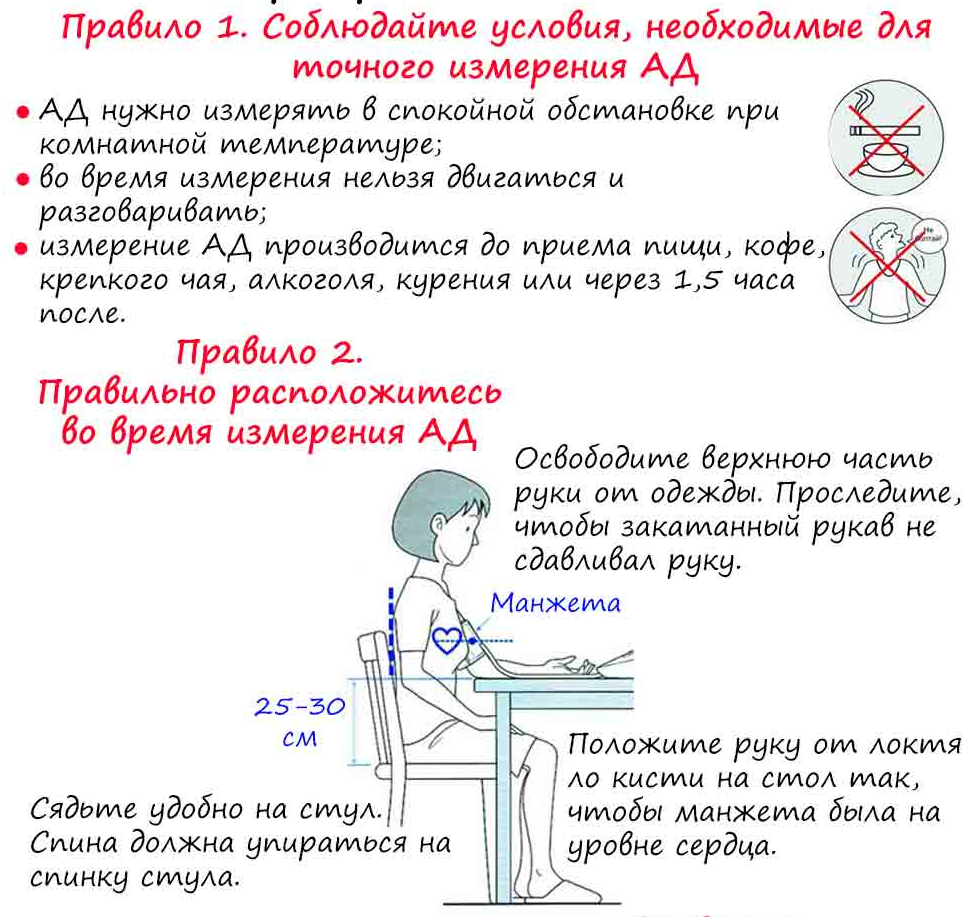 Правило 1. Соблюдайте условия, необходимые для
точного измерения АД
• АД нужно измерять в спокойной обстановке при
комнатной температуре;
• во время измерения нельзя двигаться и
разговаривать;
• измерение АД производится до приема пищи, кофе,
крепкого чая, алкоголя, курения или через 1,5 часа
после.
Не
болтай!
Правило 2.
Правильно расположитесь
во время измерения АД
Освободите верхнюю часть
руки от одежды. Проследите,
чтобы закатанный рукав не
сдавливал руку.
Манжета
25-30
см
Положите руку от локтя
ло кисти на стол так,
чтобы манжета была на
уровне сердца.
Сядьте удобно на стул.
Спина должна упираться на
спинку стула.